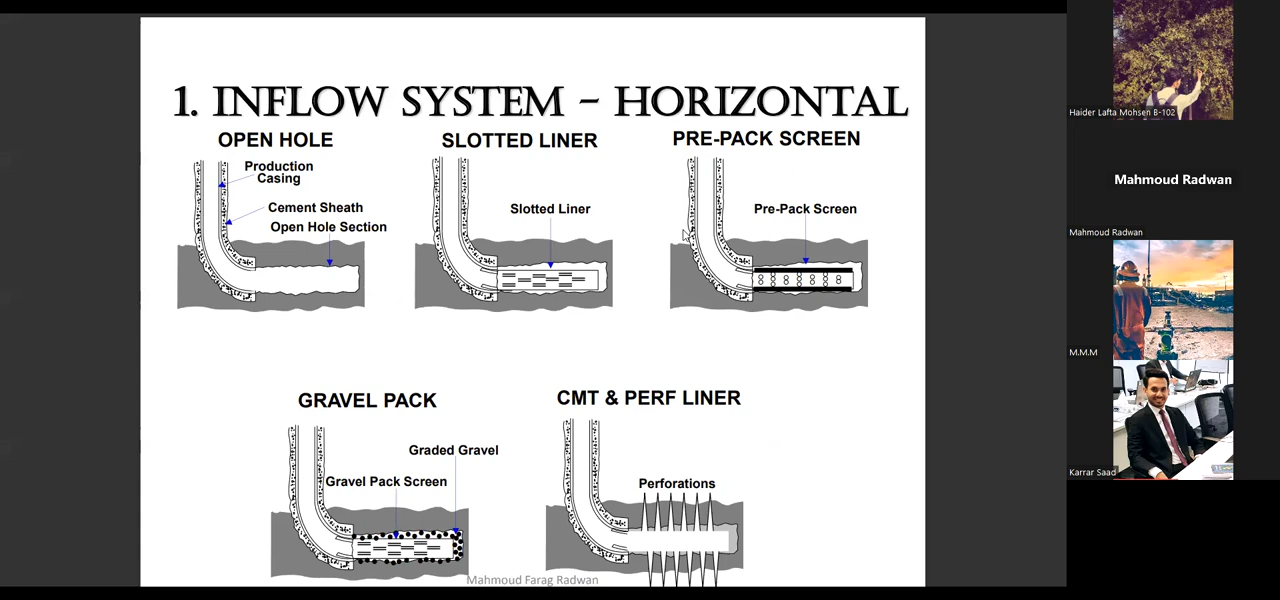 1. INFLOW SYSTEM – HORIZONTAL
OPEN HOLE
SLOTTED LINER
PRE-PACK SCREEN
Production
Casing
Cement Sheath
Open Hole Section
Slotted Liner
Pre-Pack Screen
GRAVEL PACK
CMT & PERF LINER
Graded Gravel
Gravel Pack Screen
Perforations
Mahmoud Farag Radwan
Haider Lafta Mohsen B-102
Mahmoud Radwan
Mahmoud Radwan
M.M.M
Karrar Saad